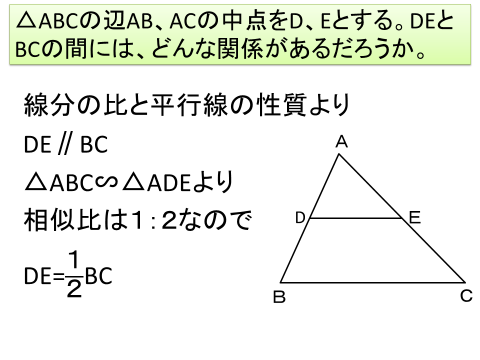 △ABCの辺AB、ACの中点をD、Eとする。DEと
BCの間には、どんな関係があるだろうか。
線分の比と平行線の性質より
DE∥BC
△ABC∽△ADEより
相似比は１：２なので
DE=1/2BC
A
D
E
B
C